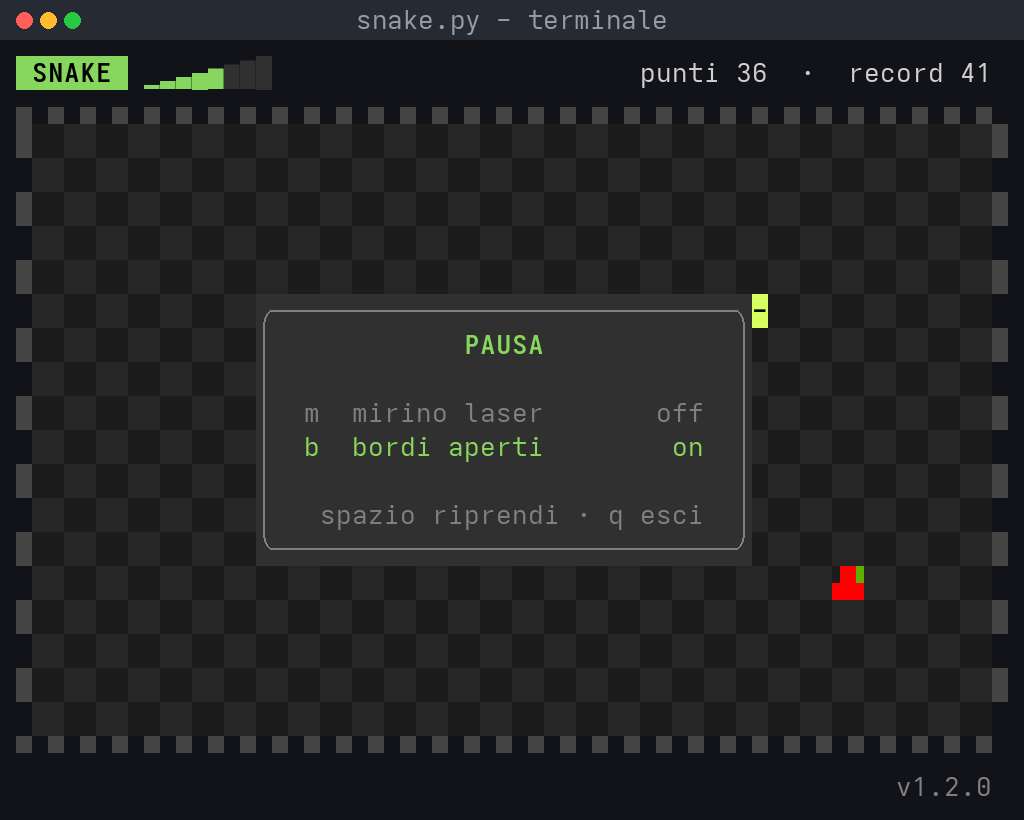 snake.py — terminale
SNAKE punti 36 · record 41
PAUSA
m mirino laser off
b bordi aperti on
spazio riprendi · q esci
v1.2.0